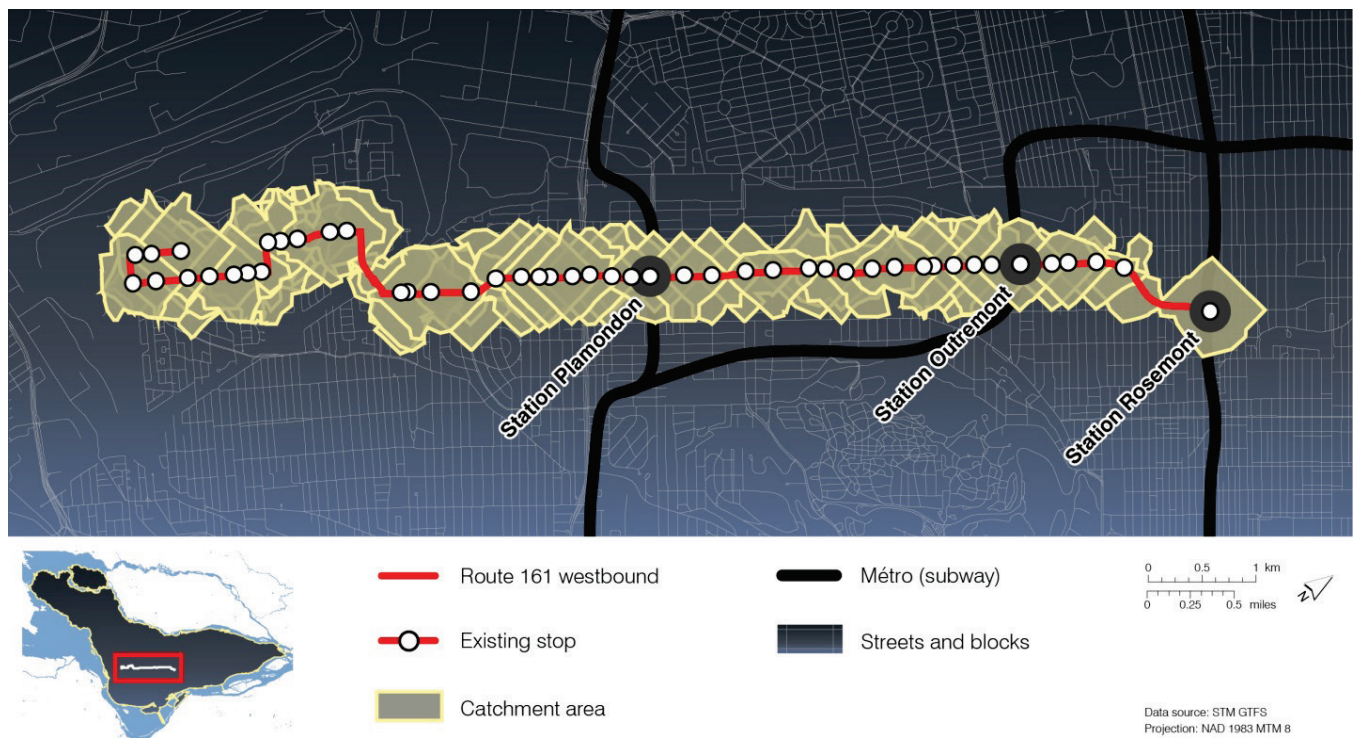 Station Plamondon
Station Outremont
Station Rosemont
Route 161 westbound
Existing stop
Catchment area
Métro (subway)
Streets and blocks
0 0.5 1 km
0 0.25 0.5 miles
N
Data source: STM GTFS
Projection: NAD 1983 MTM 8